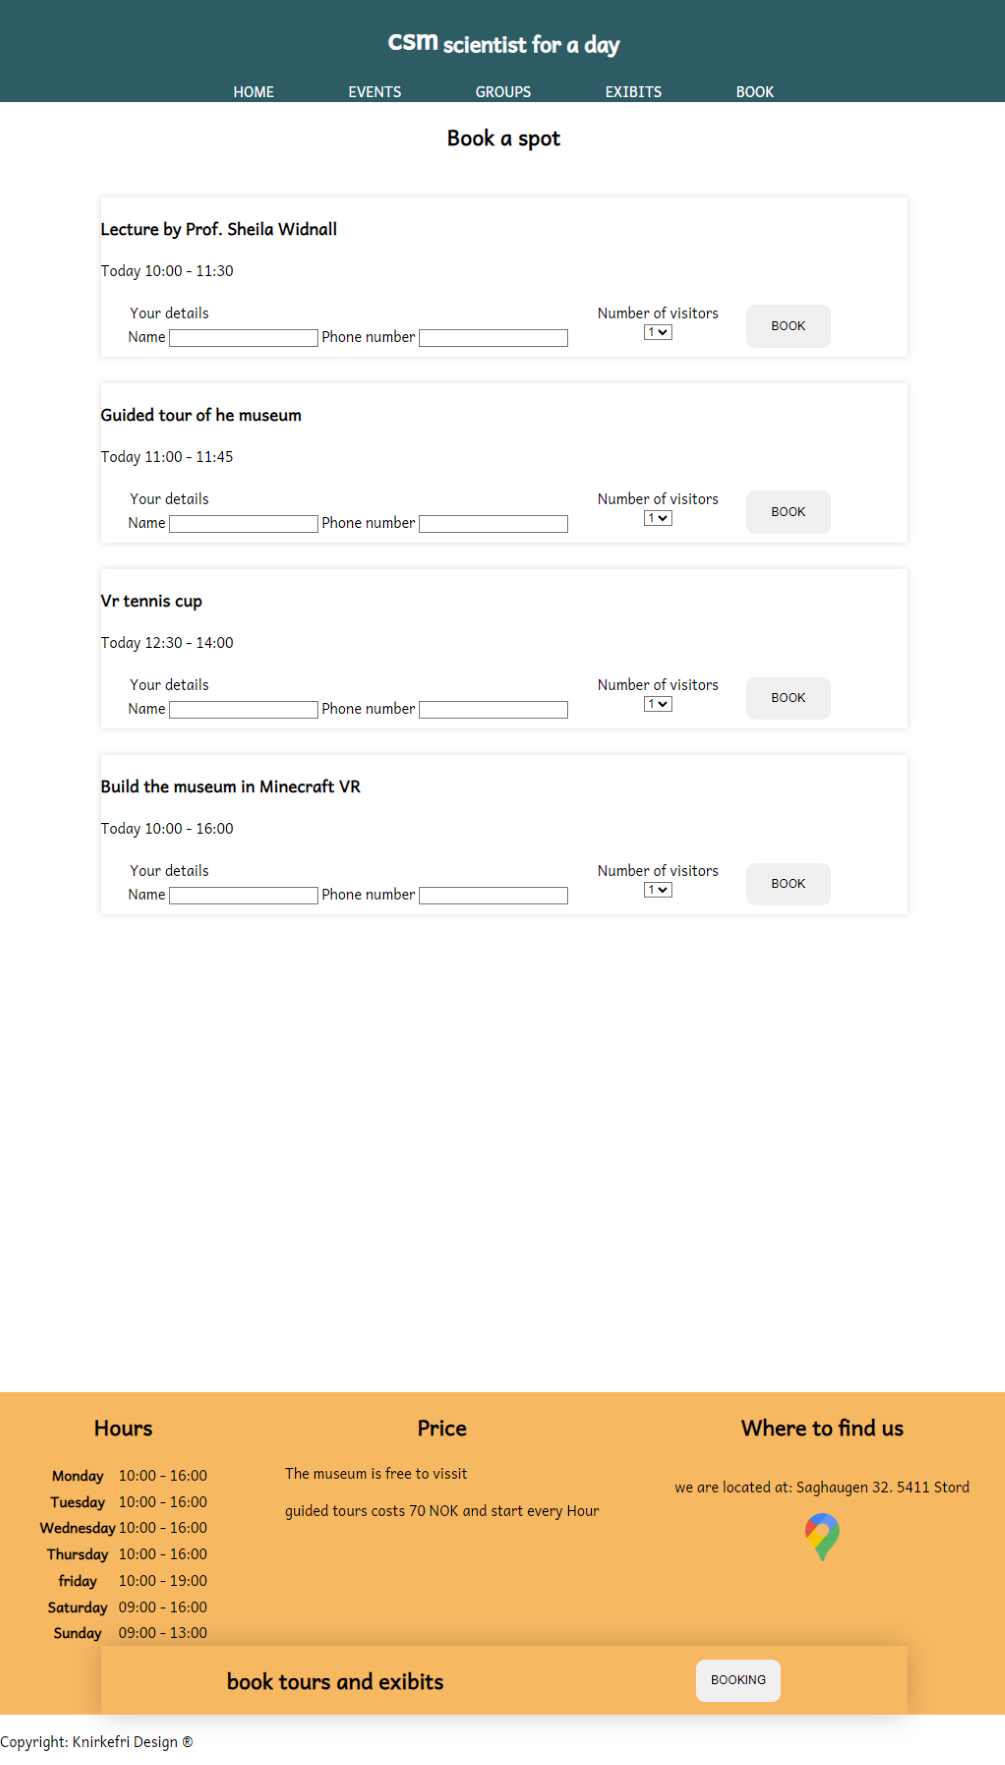 csm scientist for a day
HOME EVENTS GROUPS EXIBITS BOOK
Book a spot
Lecture by Prof. Sheila Widnall
Today 10:00 - 11:30
Your details
Number of visitors
Name
Phone number
1
BOOK
Guided tour of he museum
Today 11:00 - 11:45
Your details
Number of visitors
Name
Phone number
1
BOOK
Vr tennis cup
Today 12:30 - 14:00
Your details
Number of visitors
Name
Phone number
1
BOOK
Build the museum in Minecraft VR
Today 10:00 - 16:00
Your details
Number of visitors
Name
Phone number
1
BOOK
Hours
Monday 10:00 - 16:00
Tuesday 10:00 - 16:00
Wednesday 10:00 - 16:00
Thursday 10:00 - 16:00
friday 10:00 - 19:00
Saturday 09:00 - 16:00
Sunday 09:00 - 13:00
Price
The museum is free to vissit
guided tours costs 70 NOK and start every Hour
Where to find us
we are located at: Saghaugen 32. 5411 Stord
book tours and exibits
BOOKING
Copyright: Knirkefri Design ®